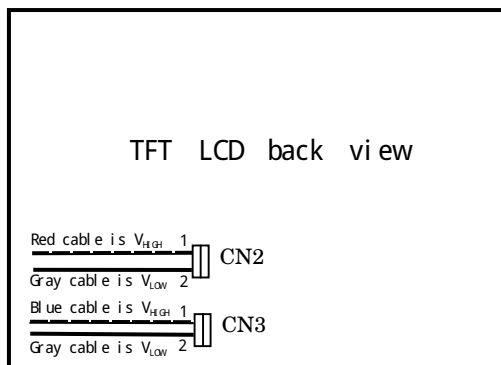 TFT LCD back view
Red cable is VHIGH 1
CN2
Gray cable is VLOW 2
Blue cable is VHIGH 1
CN3
Gray cable is VLOW 2